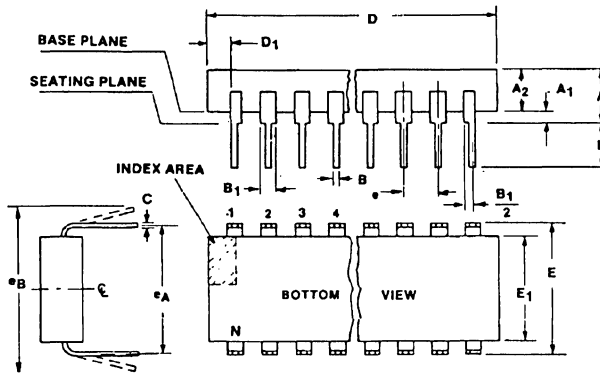 D
BASE PLANE
D1
SEATING PLANE
A2
A1
INDEX AREA
B1
B
e
B1
2
C
1 2 3 4
eB
eA
℄
BOTTOM VIEW
E1
E
N